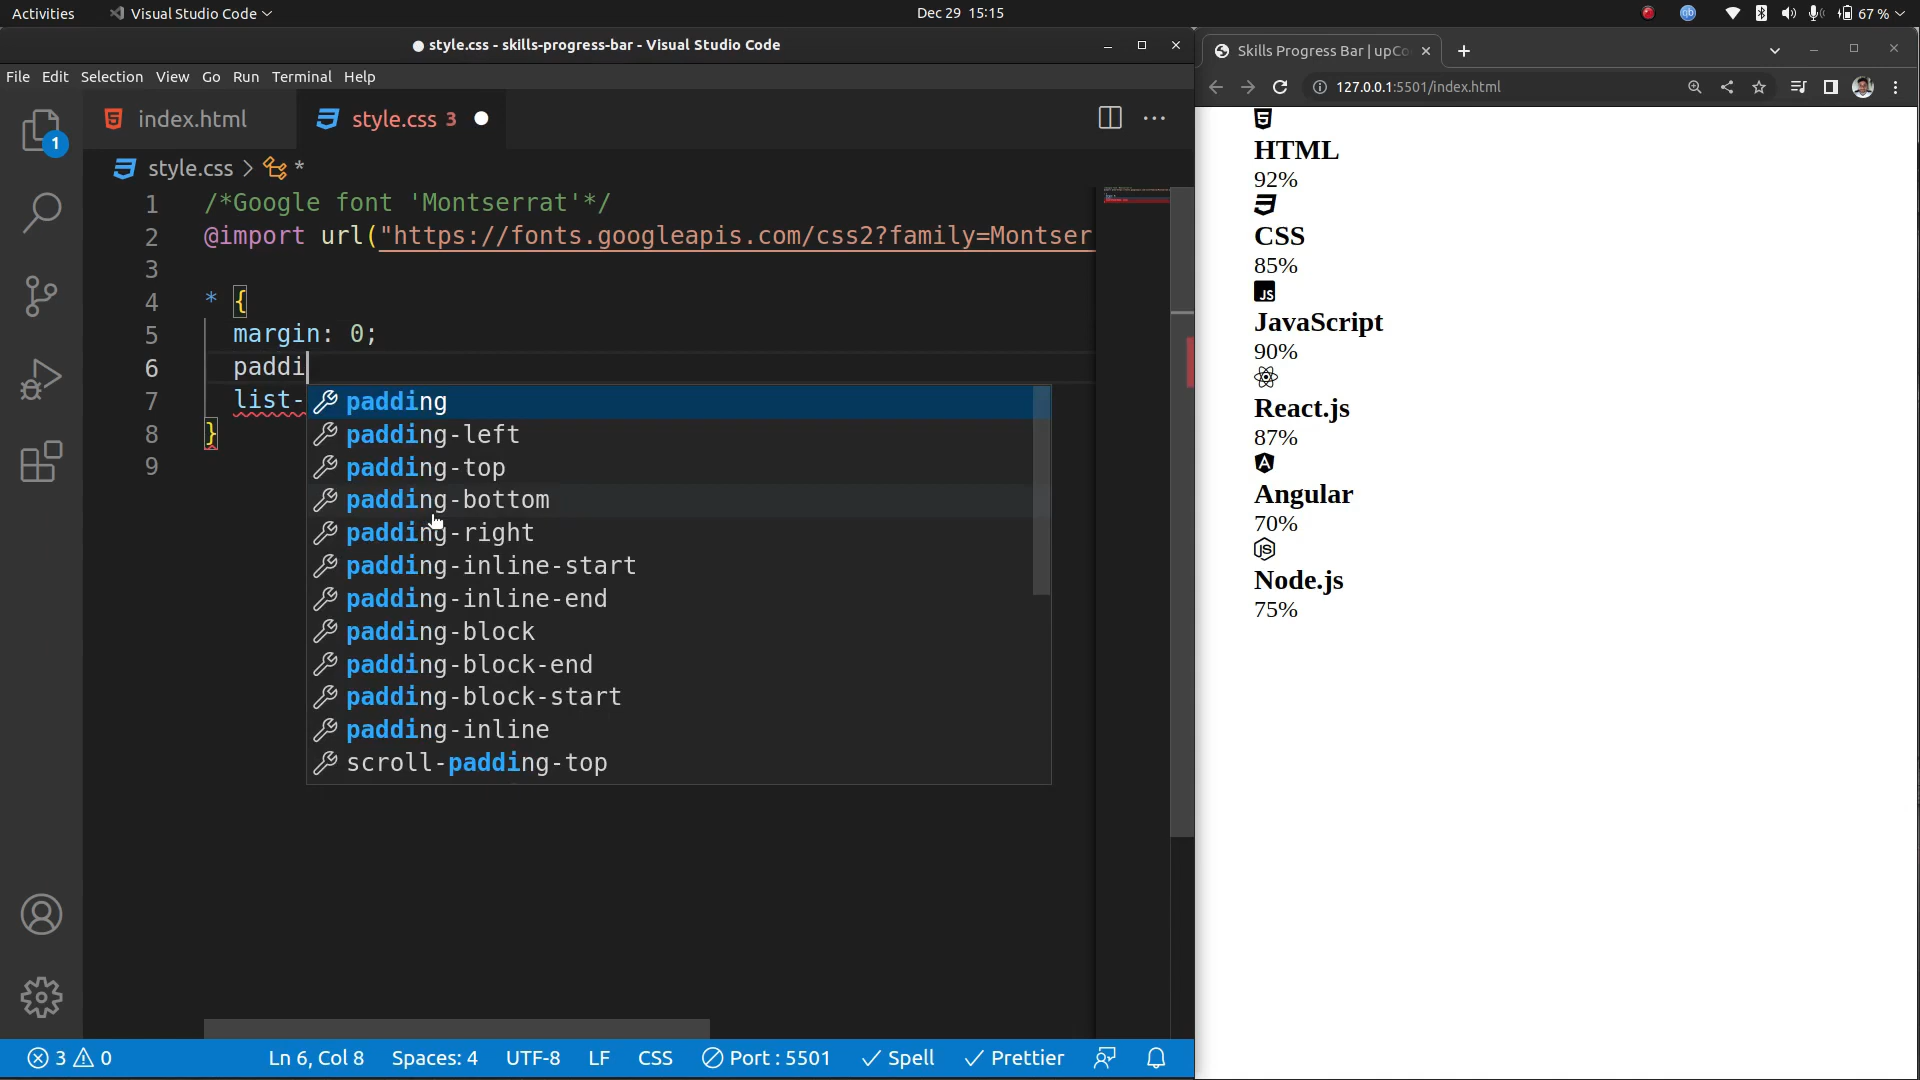 Activities
Visual Studio Code
Dec 29 15:15
67 %
style.css - skills-progress-bar - Visual Studio Code
File Edit Selection View Go Run Terminal Help
1
index.html
style.css 3
style.css > *
1 /*Google font 'Montserrat'*/
2 @import url("https://fonts.googleapis.com/css2?family=Montser
3
4 * {
5 margin: 0;
6 paddi
7 list-
8 }
9
padding
padding-left
padding-top
padding-bottom
padding-right
padding-inline-start
padding-inline-end
padding-block
padding-block-end
padding-block-start
padding-inline
scroll-padding-top
3 0
Ln 6, Col 8
Spaces: 4
UTF-8
LF
CSS
Port : 5501
Spell
Prettier
Skills Progress Bar | upCo
127.0.0.1:5501/index.html
HTML
92%
CSS
85%
JS
JavaScript
90%
React.js
87%
Angular
70%
Node.js
75%